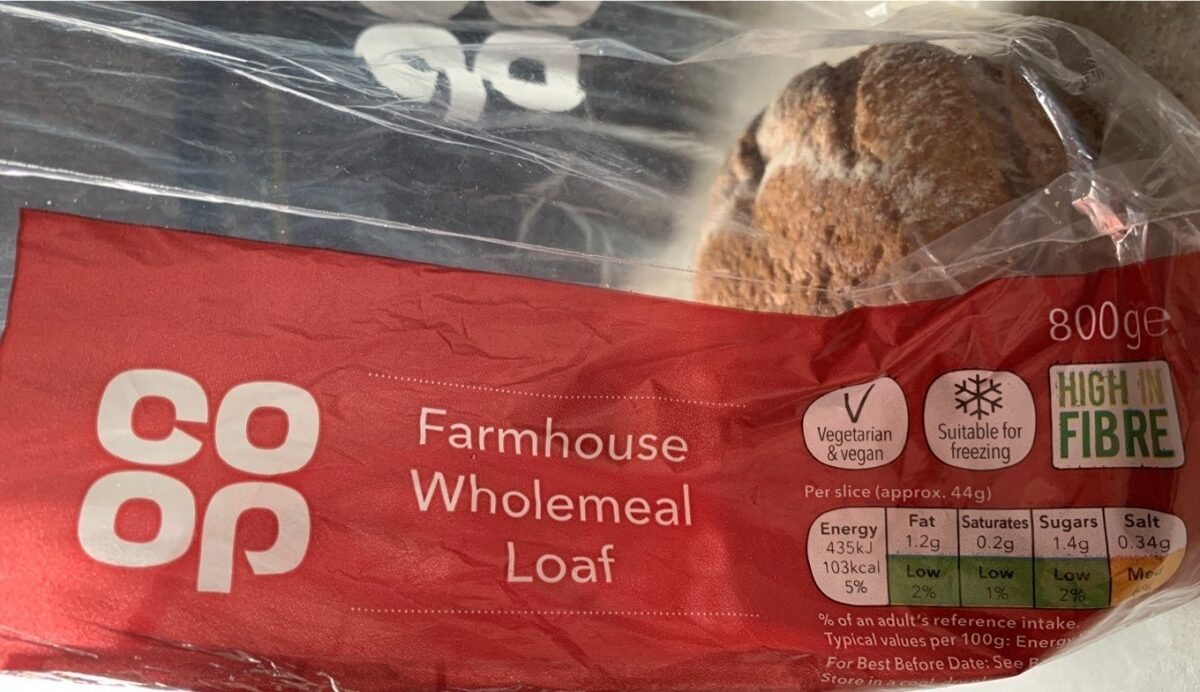 CO
OP
Farmhouse
Wholemeal
Loaf
800g e
Vegetarian
& vegan
Suitable for
freezing
HIGH IN
FIBRE
Per slice (approx. 44g)
Energy Fat Saturates Sugars Salt
435kJ 1.2g 0.2g 1.4g 0.34g
103kcal Low Low Low
5% 2% 1% 2%
% of an adult's reference intake.
Typical values per 100g:
For Best Before Date: See
Store in a